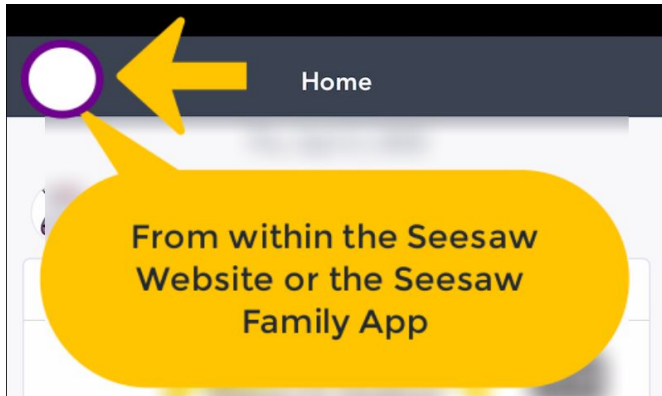 Home
From within the Seesaw
Website or the Seesaw
Family App